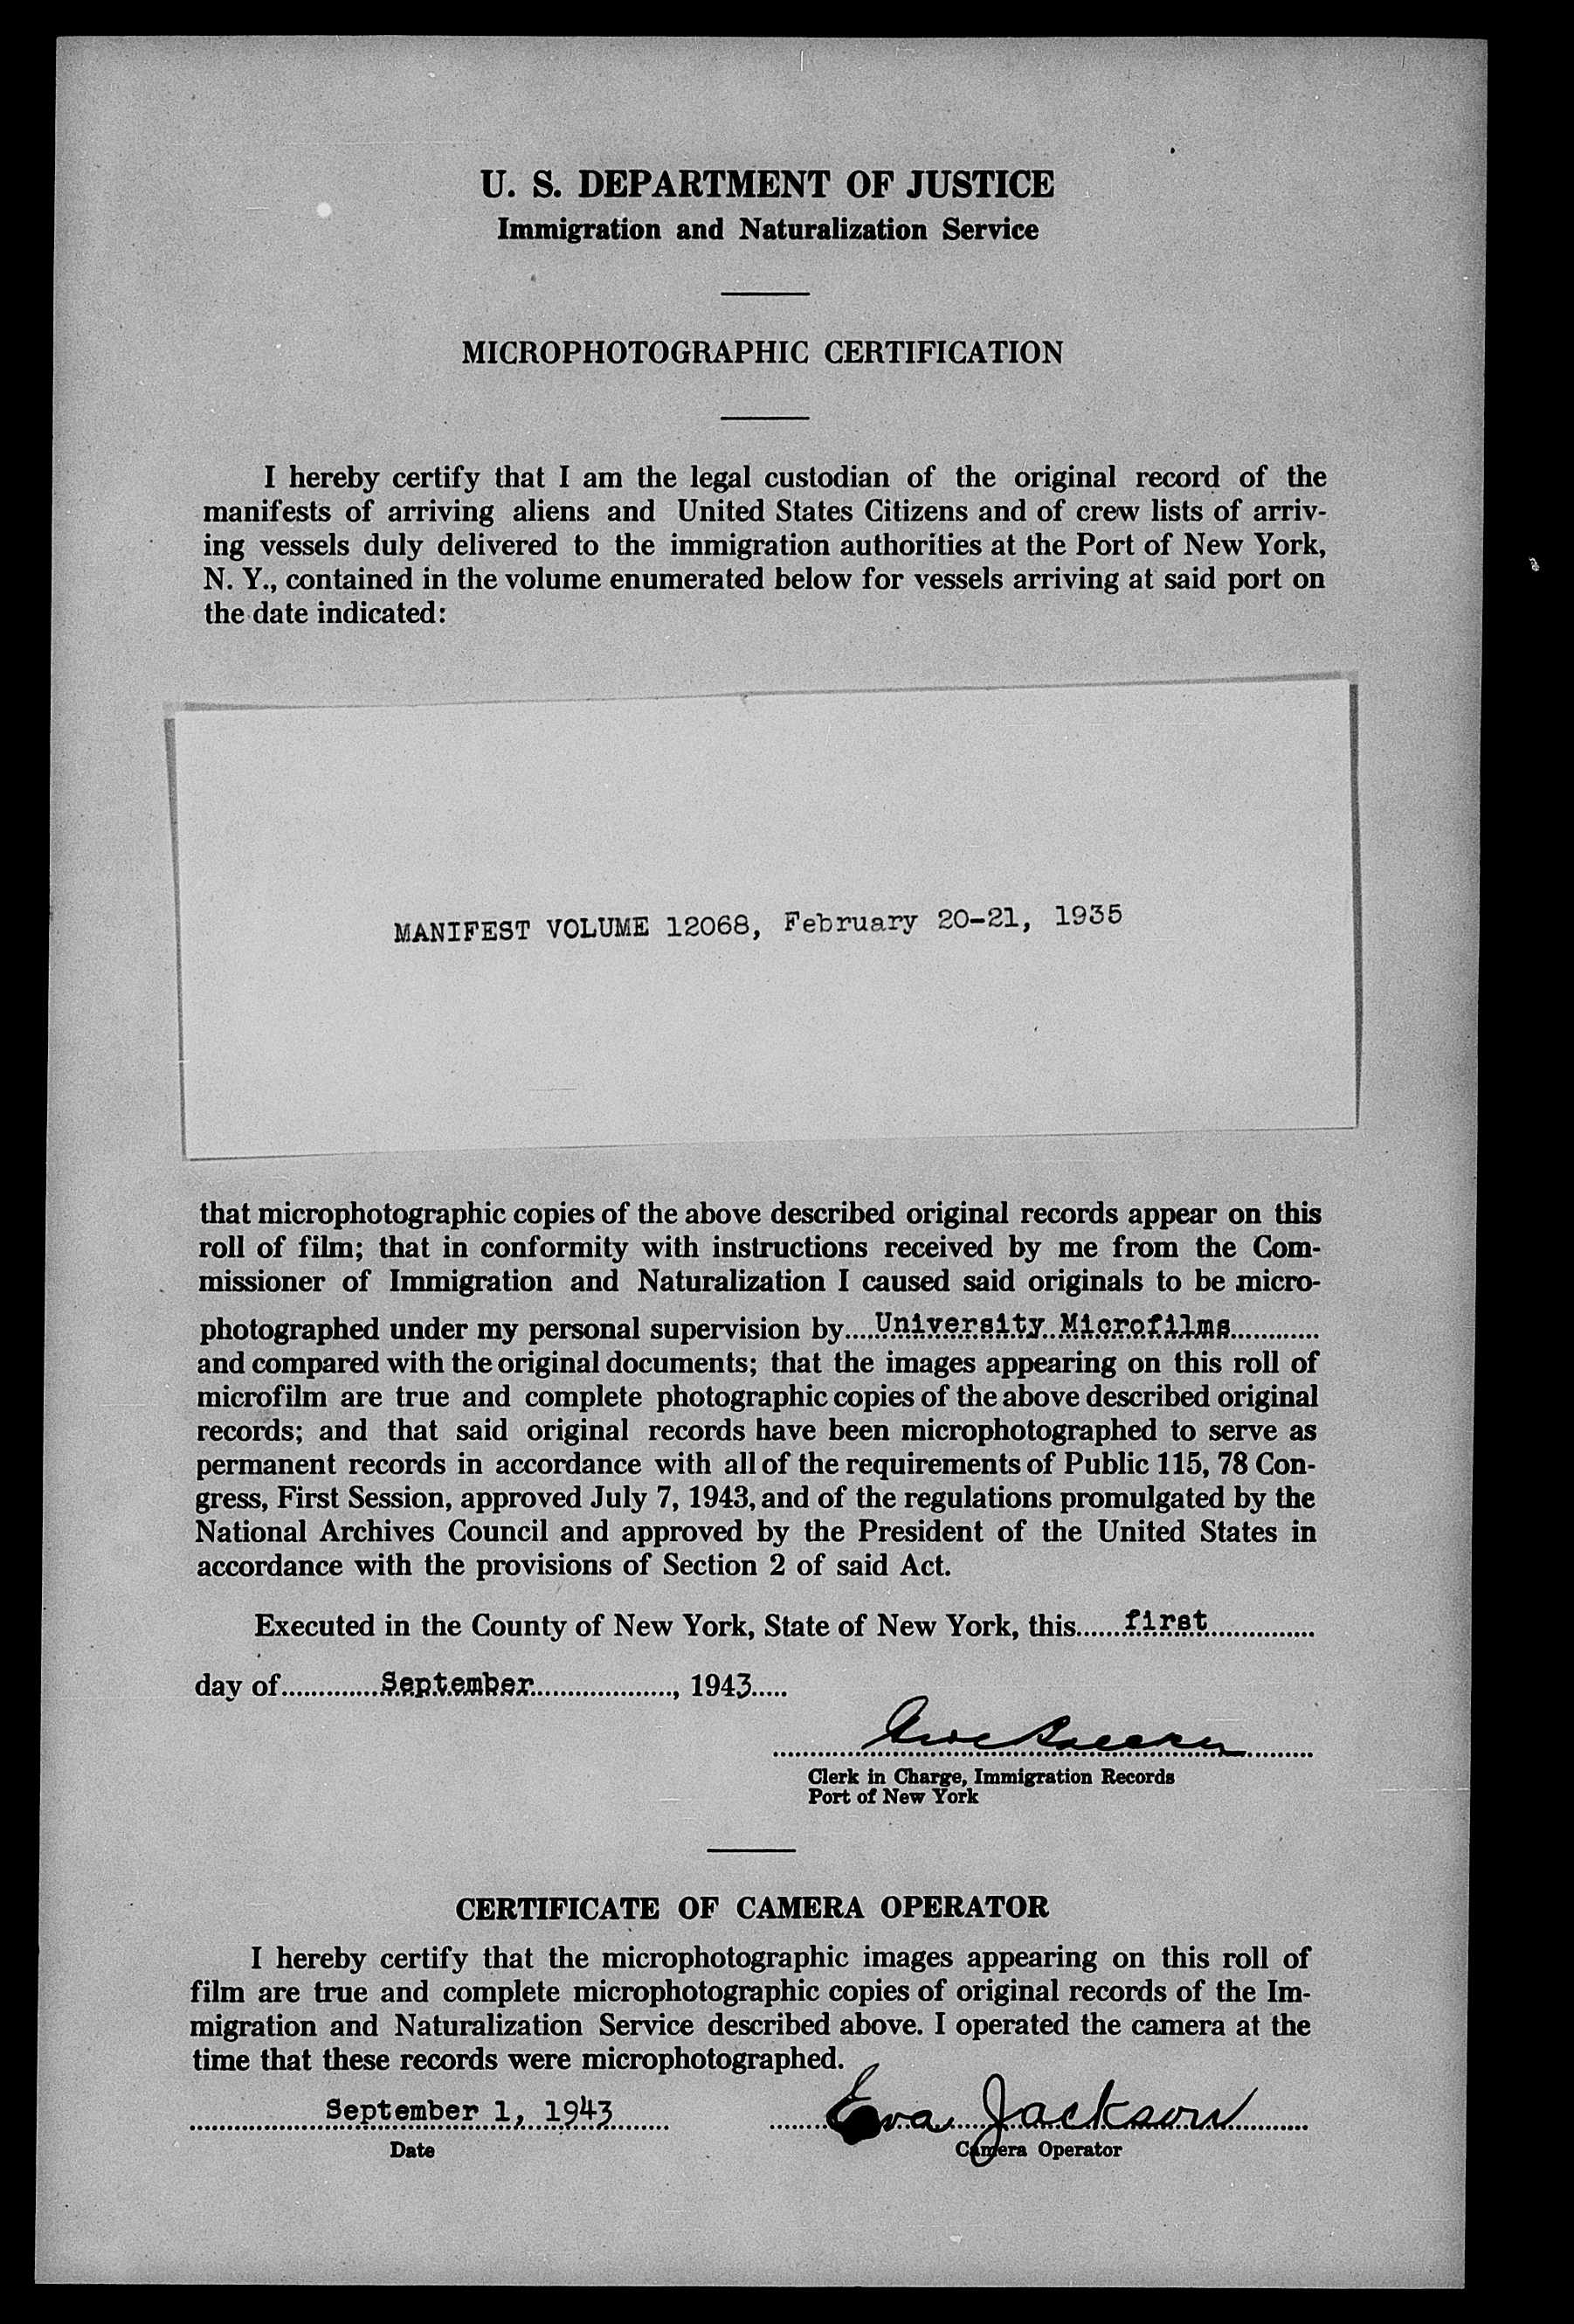 U. S. DEPARTMENT OF JUSTICE
Immigration and Naturalization Service
MICROPHOTOGRAPHIC CERTIFICATION
I hereby certify that I am the legal custodian of the original record of the
manifests of arriving aliens and United States Citizens and of crew lists of arriv-
ing vessels duly delivered to the immigration authorities at the Port of New York,
N. Y., contained in the volume enumerated below for vessels arriving at said port on
the date indicated:
MANIFEST VOLUME 12068, February 20-21, 1935
that microphotographic copies of the above described original records appear on this
roll of film; that in conformity with instructions received by me from the Com-
missioner of Immigration and Naturalization I caused said originals to be micro-
photographed under my personal supervision by....University Microfilms............
and compared with the original documents; that the images appearing on this roll of
microfilm are true and complete photographic copies of the above described original
records; and that said original records have been microphotographed to serve as
permanent records in accordance with all of the requirements of Public 115, 78 Con-
gress, First Session, approved July 7, 1943, and of the regulations promulgated by the
National Archives Council and approved by the President of the United States in
accordance with the provisions of Section 2 of said Act.
Executed in the County of New York, State of New York, this......first..............
day of.............September..................., 1943.....
Clerk in Charge, Immigration Records
Port of New York
CERTIFICATE OF CAMERA OPERATOR
I hereby certify that the microphotographic images appearing on this roll of
film are true and complete microphotographic copies of original records of the Im-
migration and Naturalization Service described above. I operated the camera at the
time that these records were microphotographed.
September 1, 1943 Eva Jackson
Date Camera Operator